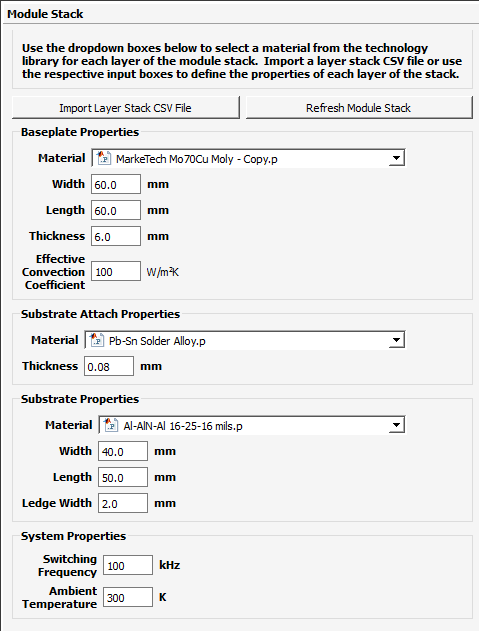 Module Stack
Use the dropdown boxes below to select a material from the technology
library for each layer of the module stack.  Import a layer stack CSV file or use
the respective input boxes to define the properties of each layer of the stack.
Import Layer Stack CSV File
Refresh Module Stack
Baseplate Properties
Material MarkeTech Mo70Cu Moly - Copy.p
Width 60.0 mm
Length 60.0 mm
Thickness 6.0 mm
Effective
Convection 100 W/m²K
Coefficient
Substrate Attach Properties
Material Pb-Sn Solder Alloy.p
Thickness 0.08 mm
Substrate Properties
Material Al-AlN-Al 16-25-16 mils.p
Width 40.0 mm
Length 50.0 mm
Ledge Width 2.0 mm
System Properties
Switching
Frequency 100 kHz
Ambient
Temperature 300 K